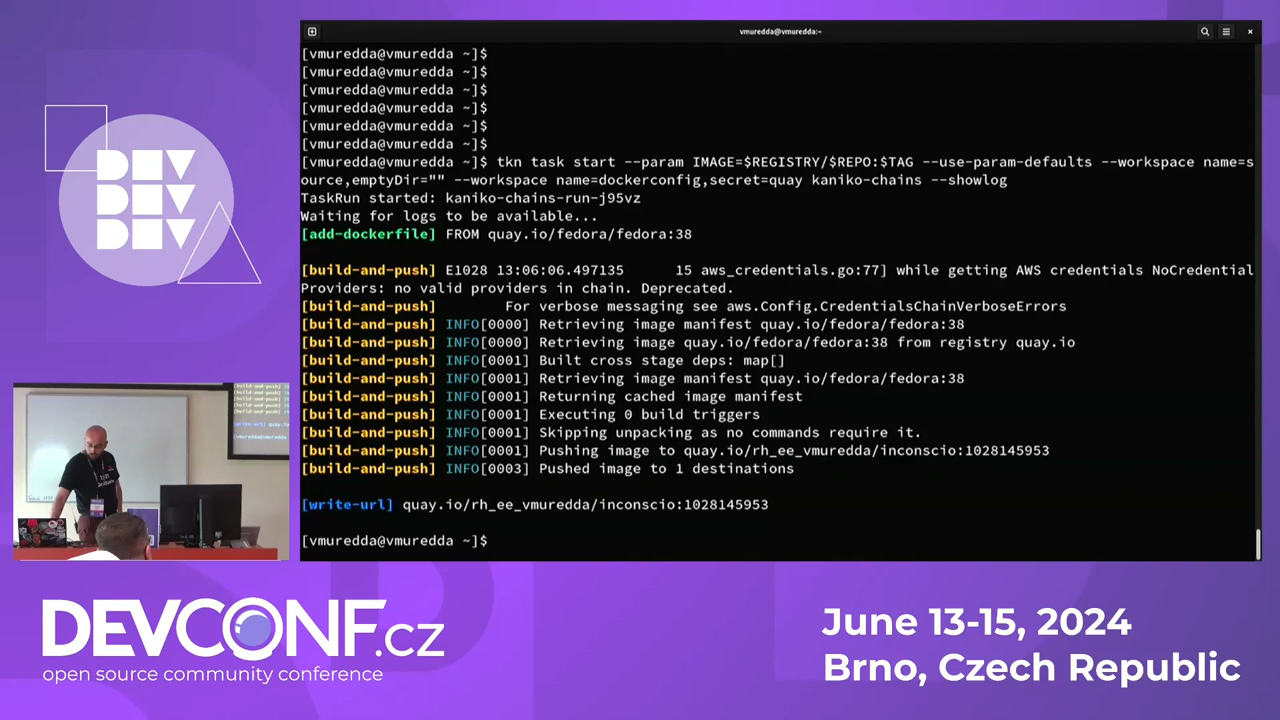 vmuredda@vmuredda:~
[vmuredda@vmuredda ~]$
[vmuredda@vmuredda ~]$
[vmuredda@vmuredda ~]$
[vmuredda@vmuredda ~]$
[vmuredda@vmuredda ~]$
[vmuredda@vmuredda ~]$
[vmuredda@vmuredda ~]$ tkn task start --param IMAGE=$REGISTRY/$REPO:$TAG --use-param-defaults --workspace name=s
ource,emptyDir="" --workspace name=dockerconfig,secret=quay kaniko-chains --showlog
TaskRun started: kaniko-chains-run-j95vz
Waiting for logs to be available...
[add-dockerfile] FROM quay.io/fedora/fedora:38
[build-and-push] E1028 13:06:06.497135 15 aws_credentials.go:77] while getting AWS credentials NoCredential
Providers: no valid providers in chain. Deprecated.
[build-and-push] For verbose messaging see aws.Config.CredentialsChainVerboseErrors
[build-and-push] INFO[0000] Retrieving image manifest quay.io/fedora/fedora:38
[build-and-push] INFO[0000] Retrieving image quay.io/fedora/fedora:38 from registry quay.io
[build-and-push] INFO[0001] Built cross stage deps: map[]
[build-and-push] INFO[0001] Retrieving image manifest quay.io/fedora/fedora:38
[build-and-push] INFO[0001] Returning cached image manifest
[build-and-push] INFO[0001] Executing 0 build triggers
[build-and-push] INFO[0001] Skipping unpacking as no commands require it.
[build-and-push] INFO[0001] Pushing image to quay.io/rh_ee_vmuredda/inconscio:1028145953
[build-and-push] INFO[0003] Pushed image to 1 destinations
[write-url] quay.io/rh_ee_vmuredda/inconscio:1028145953
[vmuredda@vmuredda ~]$
DEV
DEV
DEV
DEVCONF.cz
open source community conference
June 13-15, 2024
Brno, Czech Republic